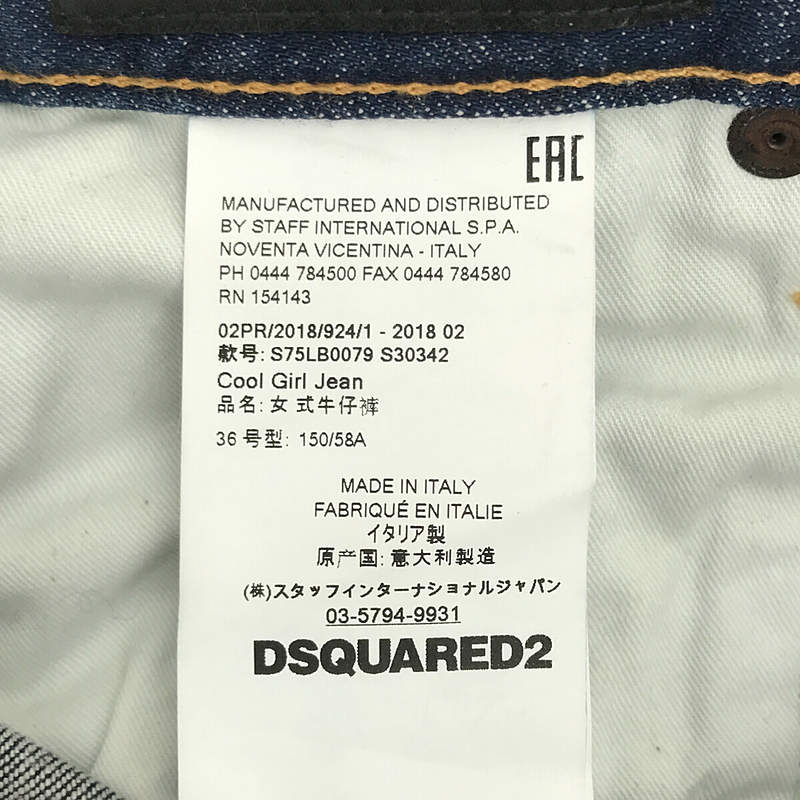 EAC
MANUFACTURED AND DISTRIBUTED
BY STAFF INTERNATIONAL S.P.A.
NOVENTA VICENTINA - ITALY
PH 0444 784500 FAX 0444 784580
RN 154143
02PR/2018/924/1 - 2018 02
款号: S75LB0079 S30342
Cool Girl Jean
品名: 女 式牛仔裤
36 号型: 150/58A
MADE IN ITALY
FABRIQUÉ EN ITALIE
イタリア製
原产国: 意大利製造
(株)スタッフインターナショナルジャパン
03-5794-9931
DSQUARED2